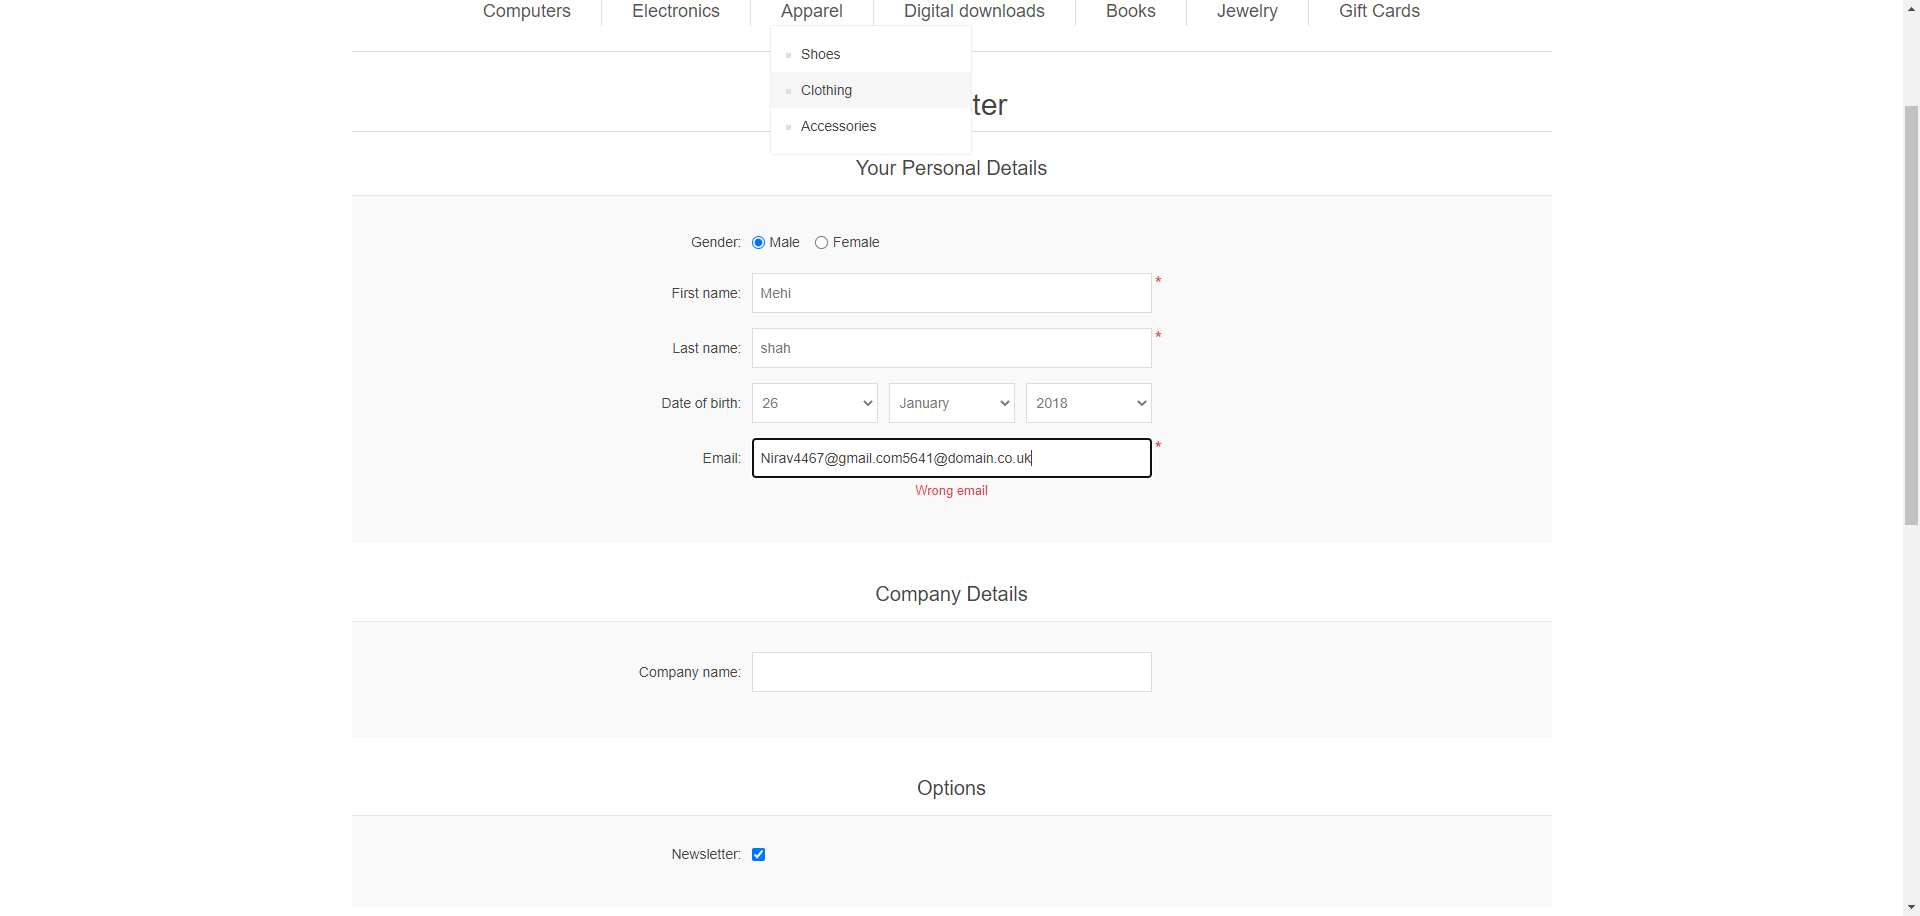 Computers Electronics Apparel Digital downloads Books Jewelry Gift Cards
Shoes
Clothing
Accessories
ter
Your Personal Details
Gender: Male Female
First name: Mehi *
Last name: shah *
Date of birth: 26 January 2018
Email: Nirav4467@gmail.com5641@domain.co.uk *
Wrong email
Company Details
Company name:
Options
Newsletter: